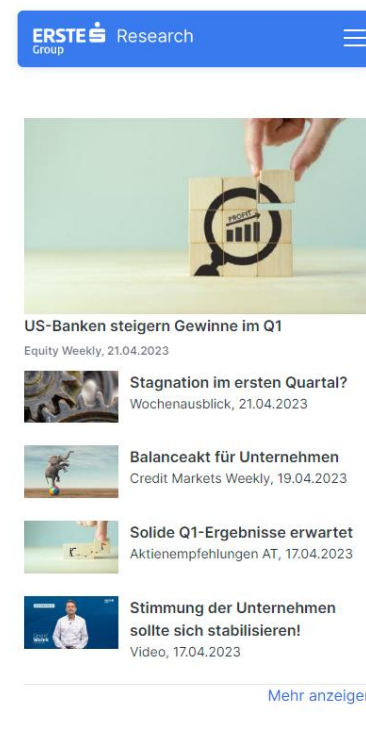 ERSTE
Group
Research
PROFIT
US-Banken steigern Gewinne im Q1
Equity Weekly, 21.04.2023
Stagnation im ersten Quartal?
Wochenausblick, 21.04.2023
Balanceakt für Unternehmen
Credit Markets Weekly, 19.04.2023
Solide Q1-Ergebnisse erwartet
Aktienempfehlungen AT, 17.04.2023
Stimmung der Unternehmen
sollte sich stabilisieren!
Video, 17.04.2023
Mehr anzeigen